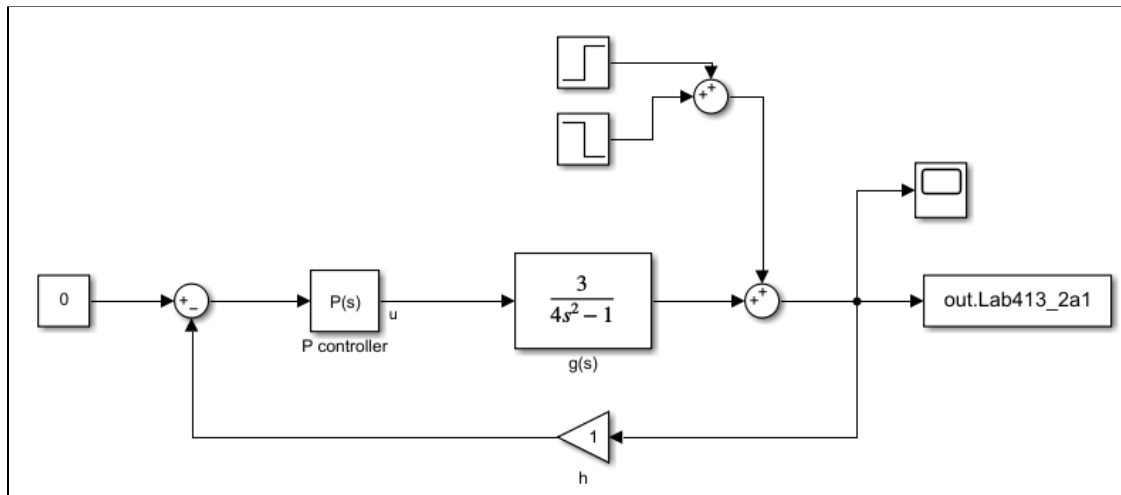 +
+
0
+
−
P(s)
u
P controller
3
4s² − 1
g(s)
+
+
out.Lab413_2a1
1
h